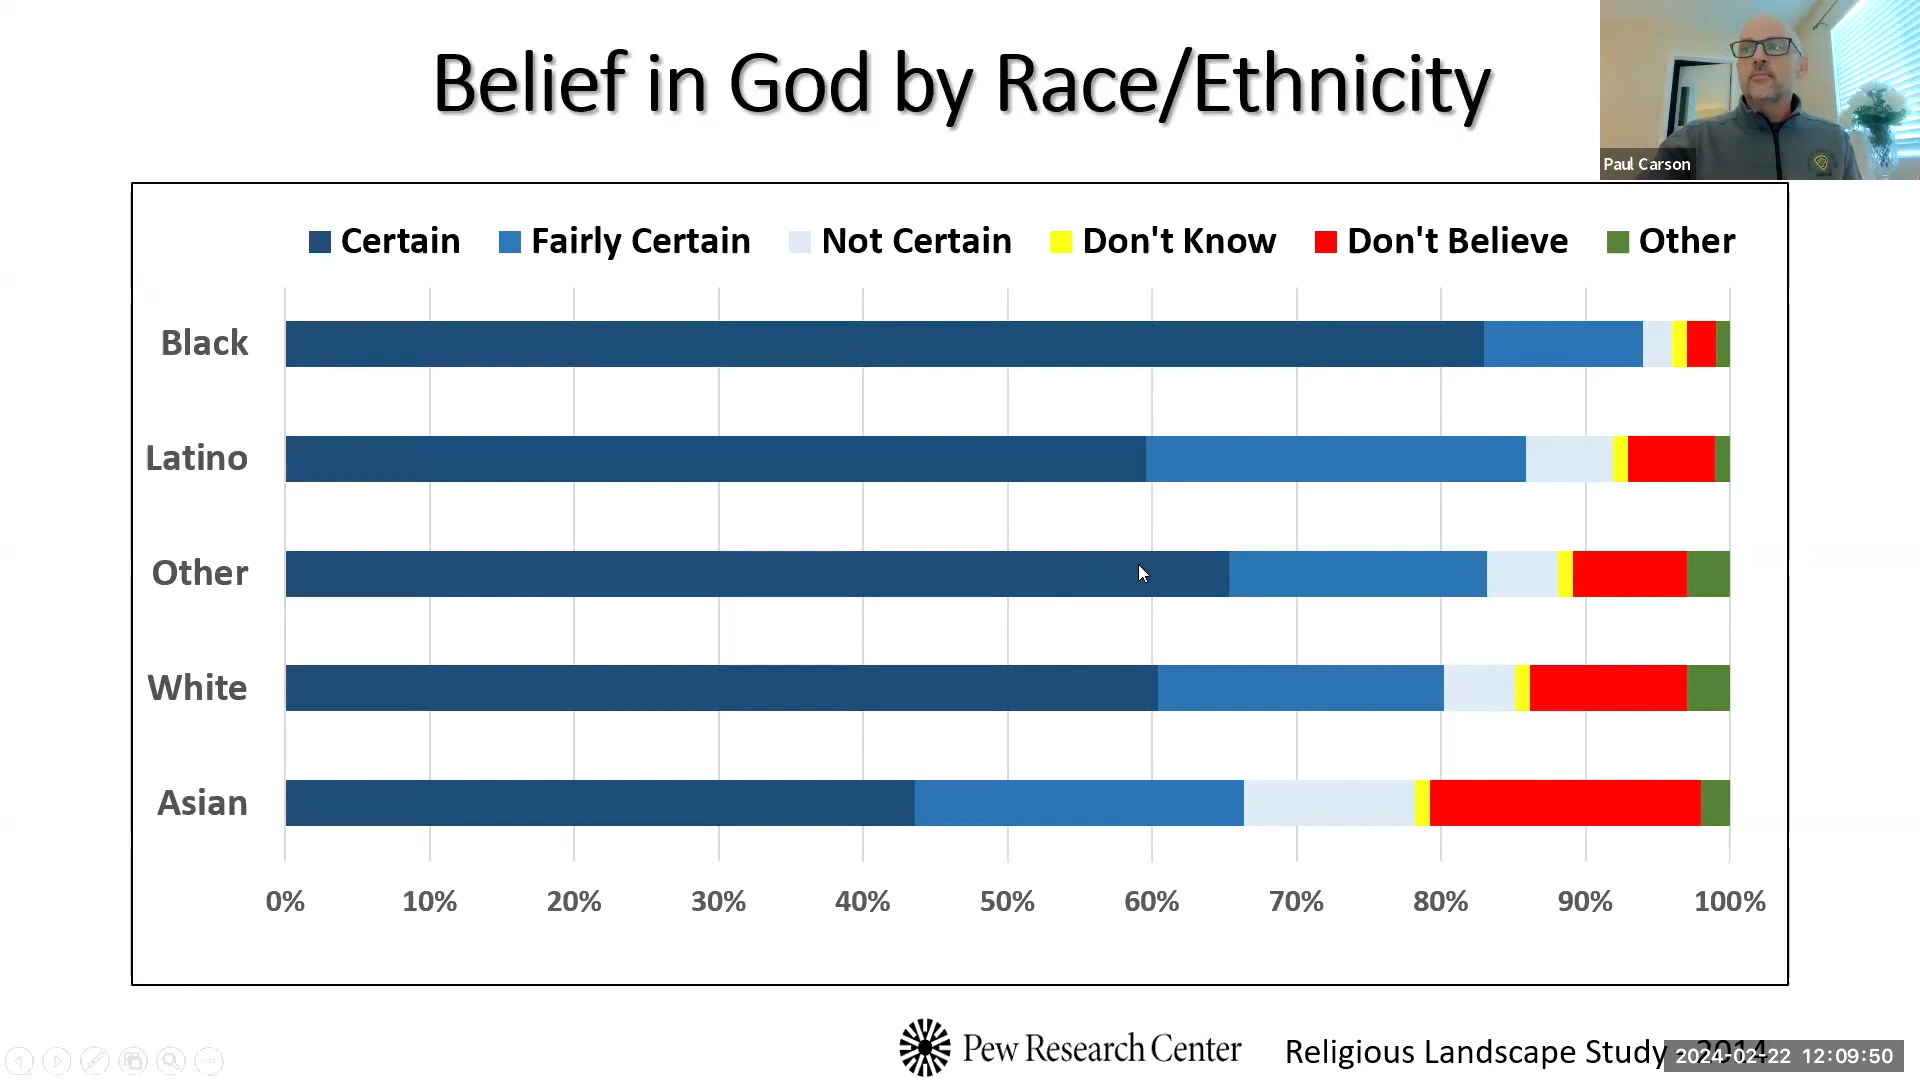 Belief in God by Race/Ethnicity
Paul Carson
Certain Fairly Certain Not Certain Don't Know Don't Believe Other
Black
Latino
Other
White
Asian
0% 10% 20% 30% 40% 50% 60% 70% 80% 90% 100%
Pew Research Center Religious Landscape Study 2014
2024-02-22 12:09:50